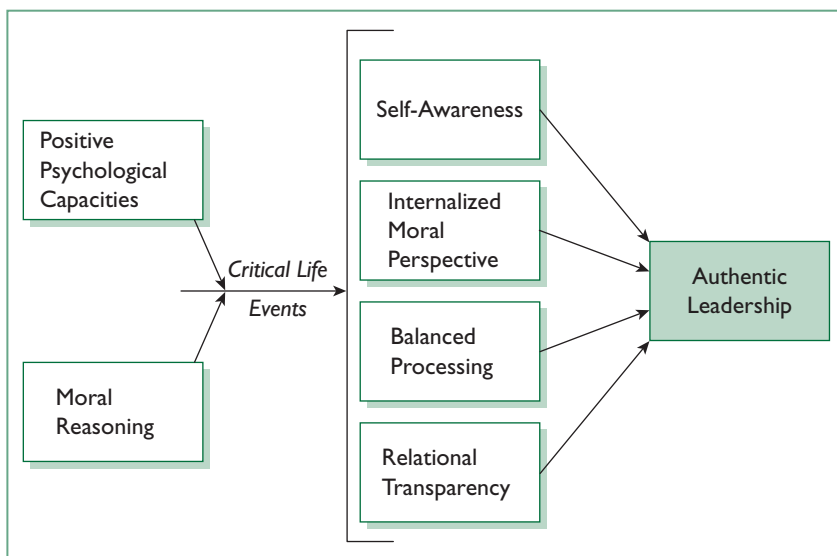 Positive
Psychological
Capacities
Moral
Reasoning
Critical Life
Events
Self-Awareness
Internalized
Moral
Perspective
Balanced
Processing
Relational
Transparency
Authentic
Leadership